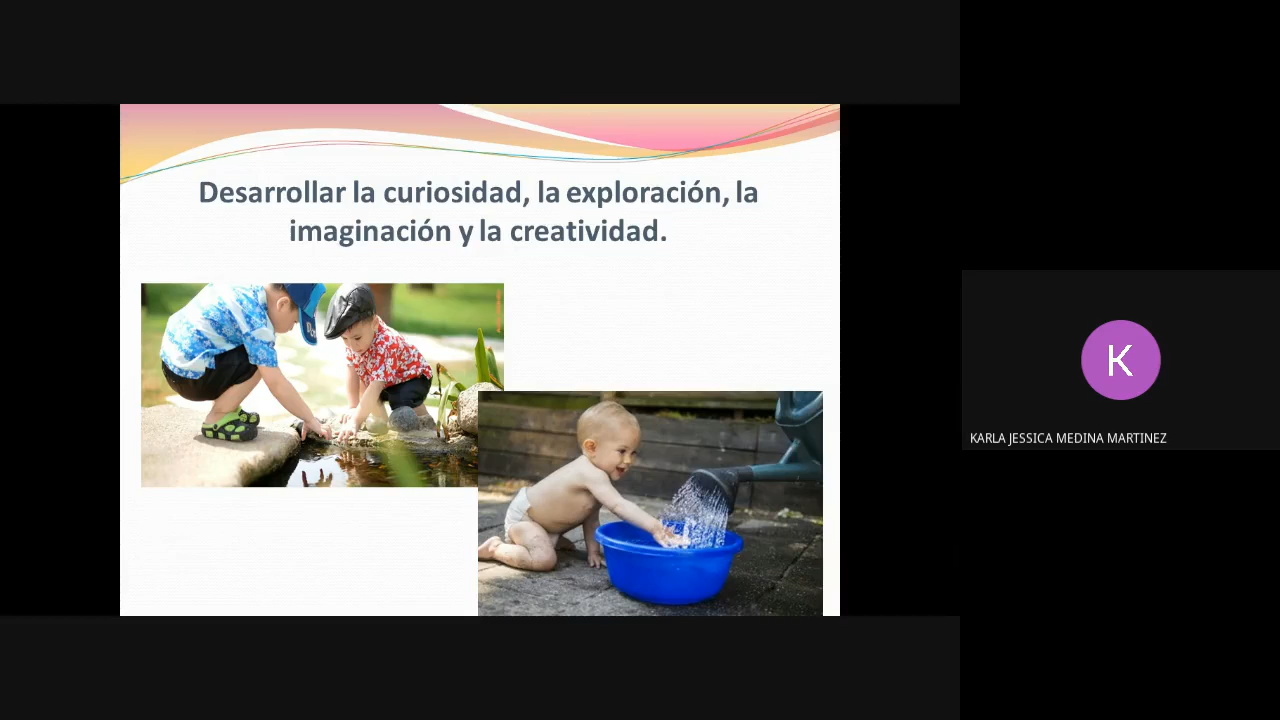 Desarrollar la curiosidad, la exploración, la
imaginación y la creatividad.
K
KARLA JESSICA MEDINA MARTINEZ